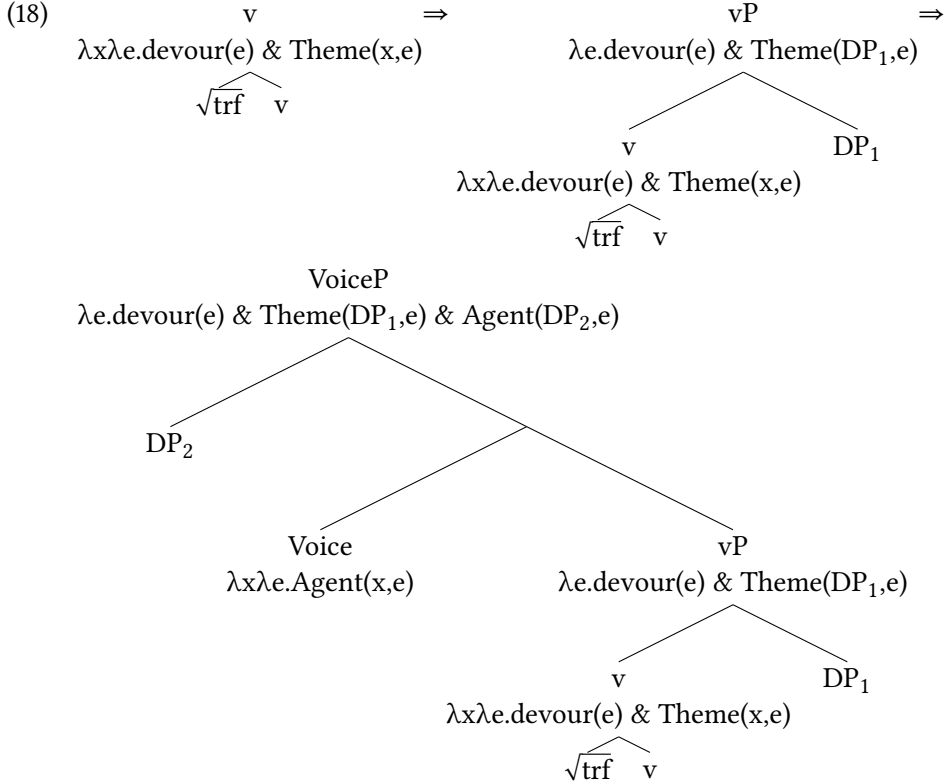 (18) v ⇒ vP ⇒
λxλe.devour(e) & Theme(x,e) λe.devour(e) & Theme(DP₁,e)
√trf v
v DP₁
λxλe.devour(e) & Theme(x,e)
√trf v
VoiceP
λe.devour(e) & Theme(DP₁,e) & Agent(DP₂,e)
DP₂
Voice vP
λxλe.Agent(x,e) λe.devour(e) & Theme(DP₁,e)
v DP₁
λxλe.devour(e) & Theme(x,e)
√trf v